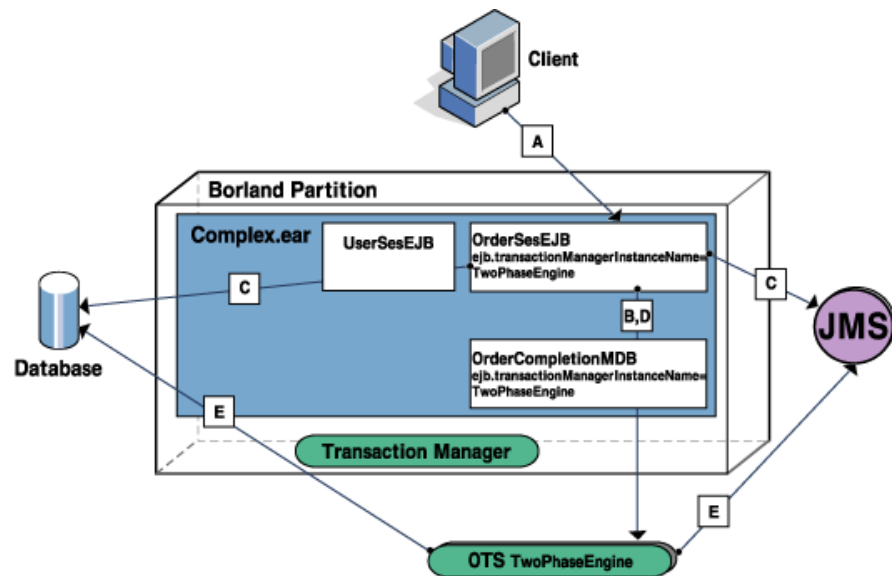 Client
A
Borland Partition
Complex.ear
UserSesEJB
OrderSesEJB
ejb.transactionManagerInstanceName=
TwoPhaseEngine
C
C
B,D
JMS
Database
OrderCompletionMDB
ejb.transactionManagerInstanceName=
TwoPhaseEngine
E
Transaction Manager
E
OTS TwoPhaseEngine